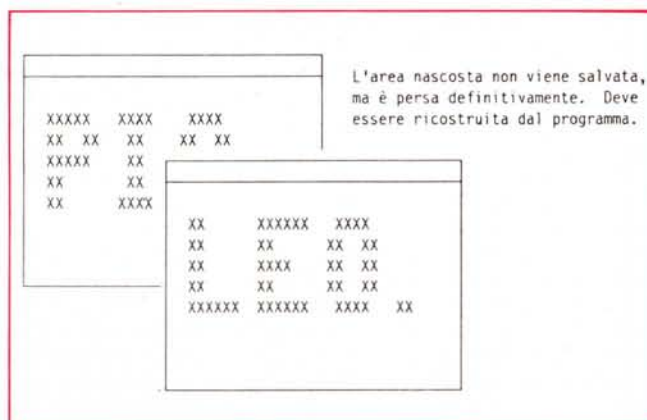 L'area nascosta non viene salvata,
ma è persa definitivamente. Deve
essere ricostruita dal programma.
XXXXX XXXX XXXX
XX XX XX XX XX
XXXXX XX
XX XX
XX XXXX
XX XXXXXX XXXX
XX XX XX XX
XX XXXX XX XX
XX XX XX XX
XXXXXX XXXXXX XXXX XX